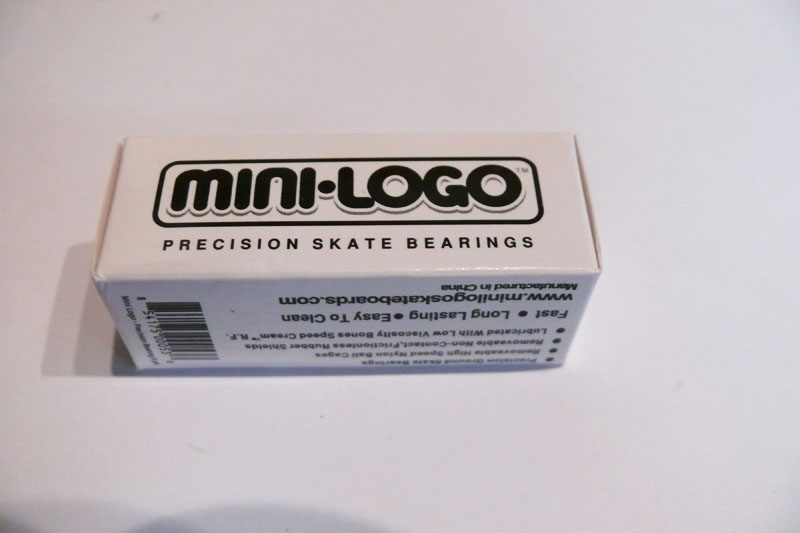 MINI•LOGO™
PRECISION SKATE BEARINGS
Precision Ground Skate Bearings
• Removeable High Speed Nylon Ball Cages
• Removeable Non-Contact,Frictionless Rubber Shields
• Lubricated With Low Viscosity Bones Speed Cream™ R.F.
Fast • Long Lasting • Easy To Clean
www.minilogoskateboards.com
Manufactured in China
Mini Logo